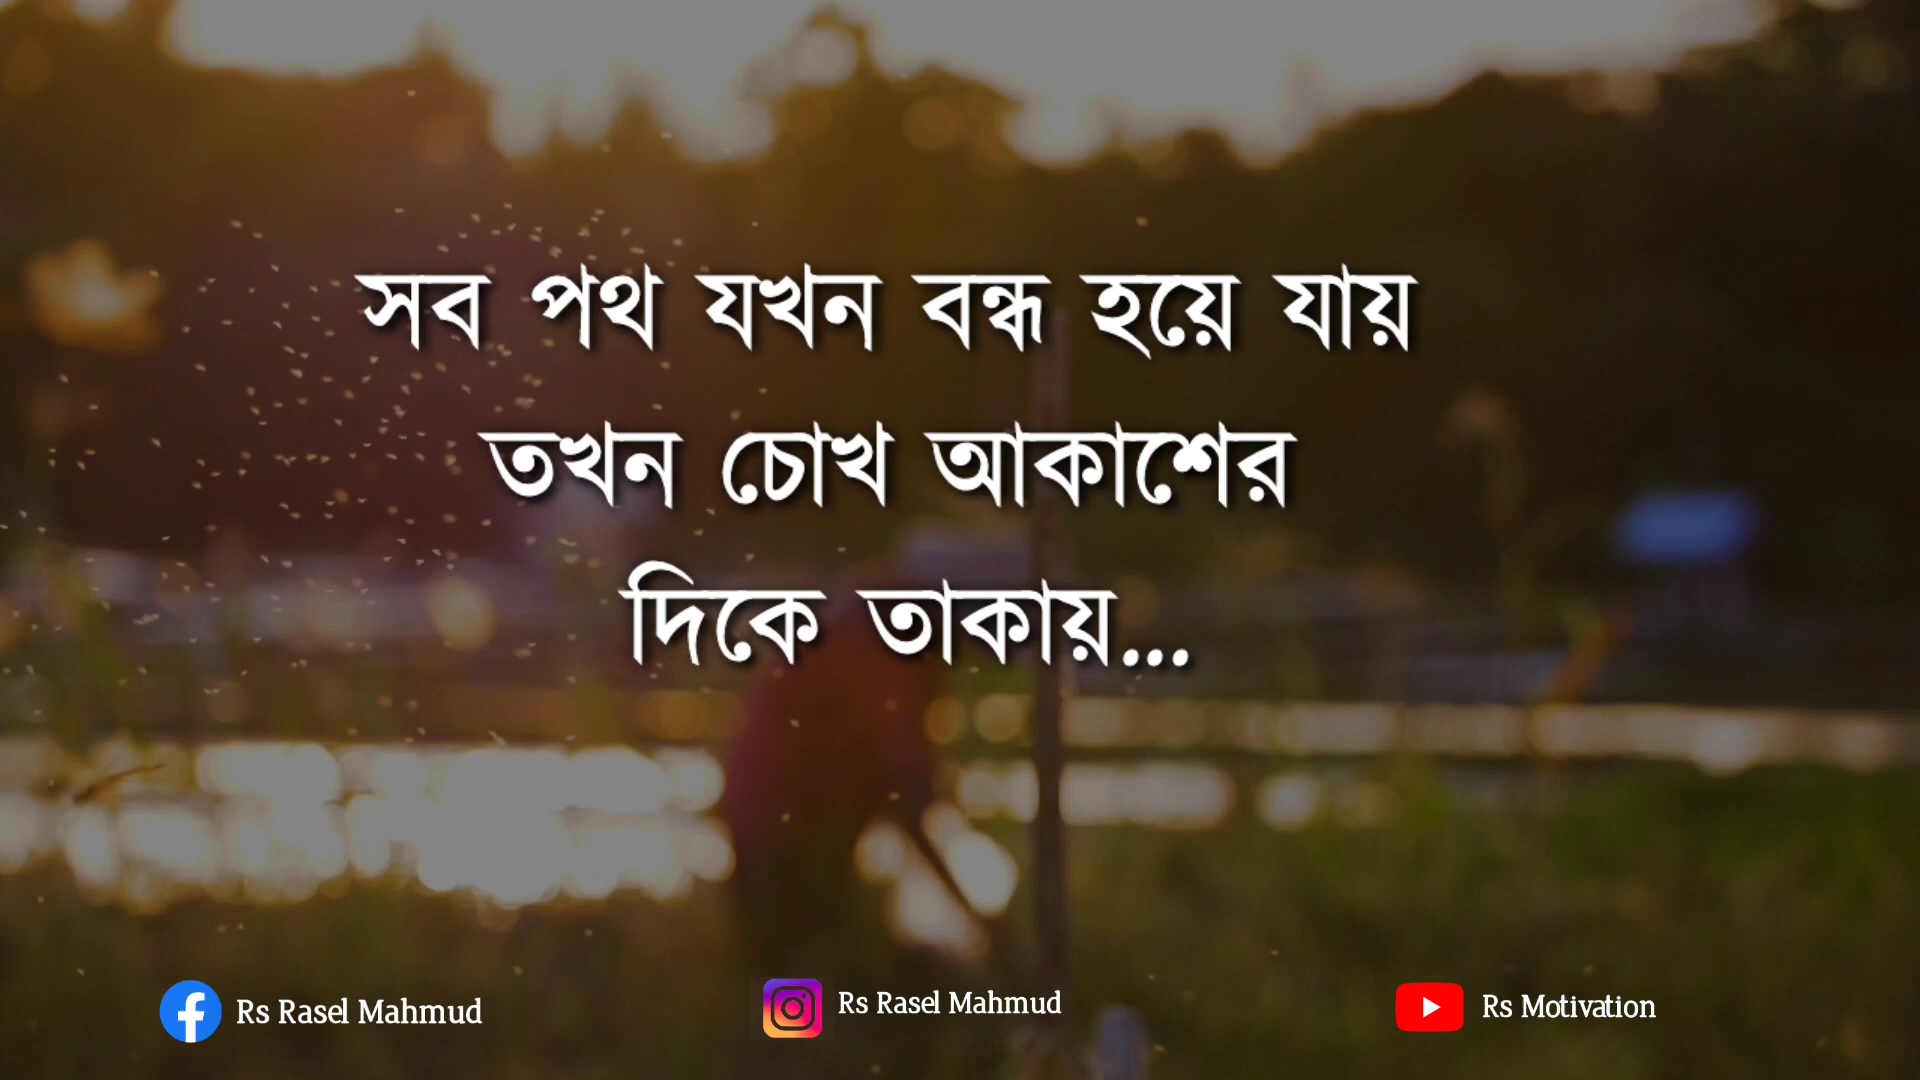 সব পথ যখন বন্ধ হয়ে যায়
তখন চোখ আকাশের
দিকে তাকায়...
Rs Rasel Mahmud
Rs Rasel Mahmud
Rs Motivation